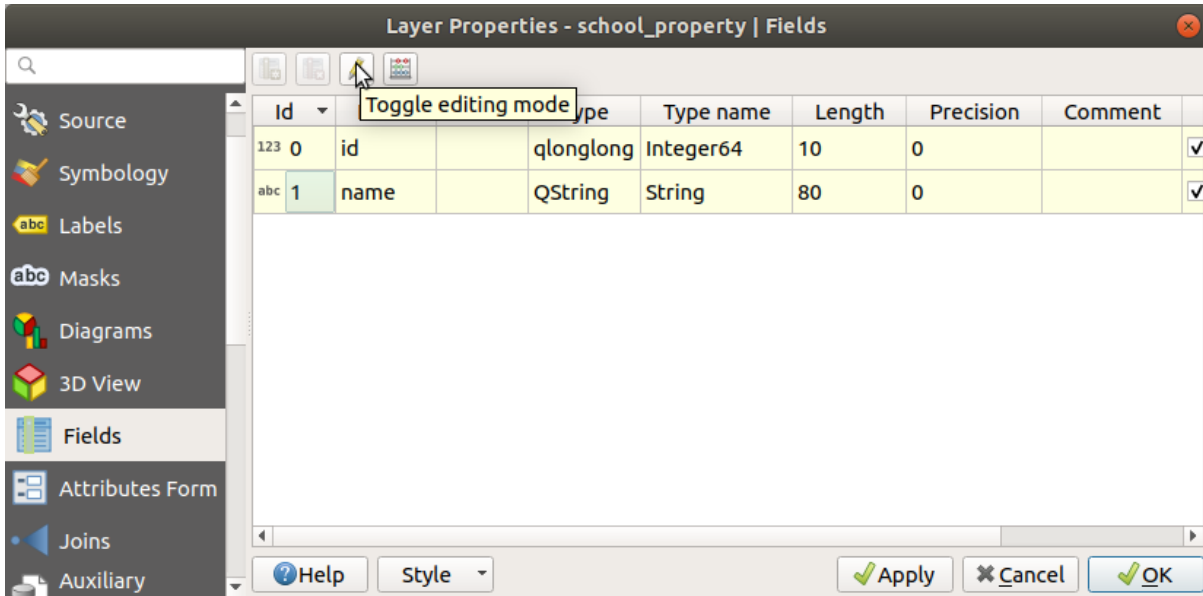 Layer Properties - school_property | Fields
Source
Symbology
abc Labels
abc Masks
Diagrams
3D View
Fields
Attributes Form
Joins
Auxiliary
Toggle editing mode
Id Type name Length Precision Comment
123 0 id qlonglong Integer64 10 0
abc 1 name QString String 80 0
Help Style Apply Cancel OK